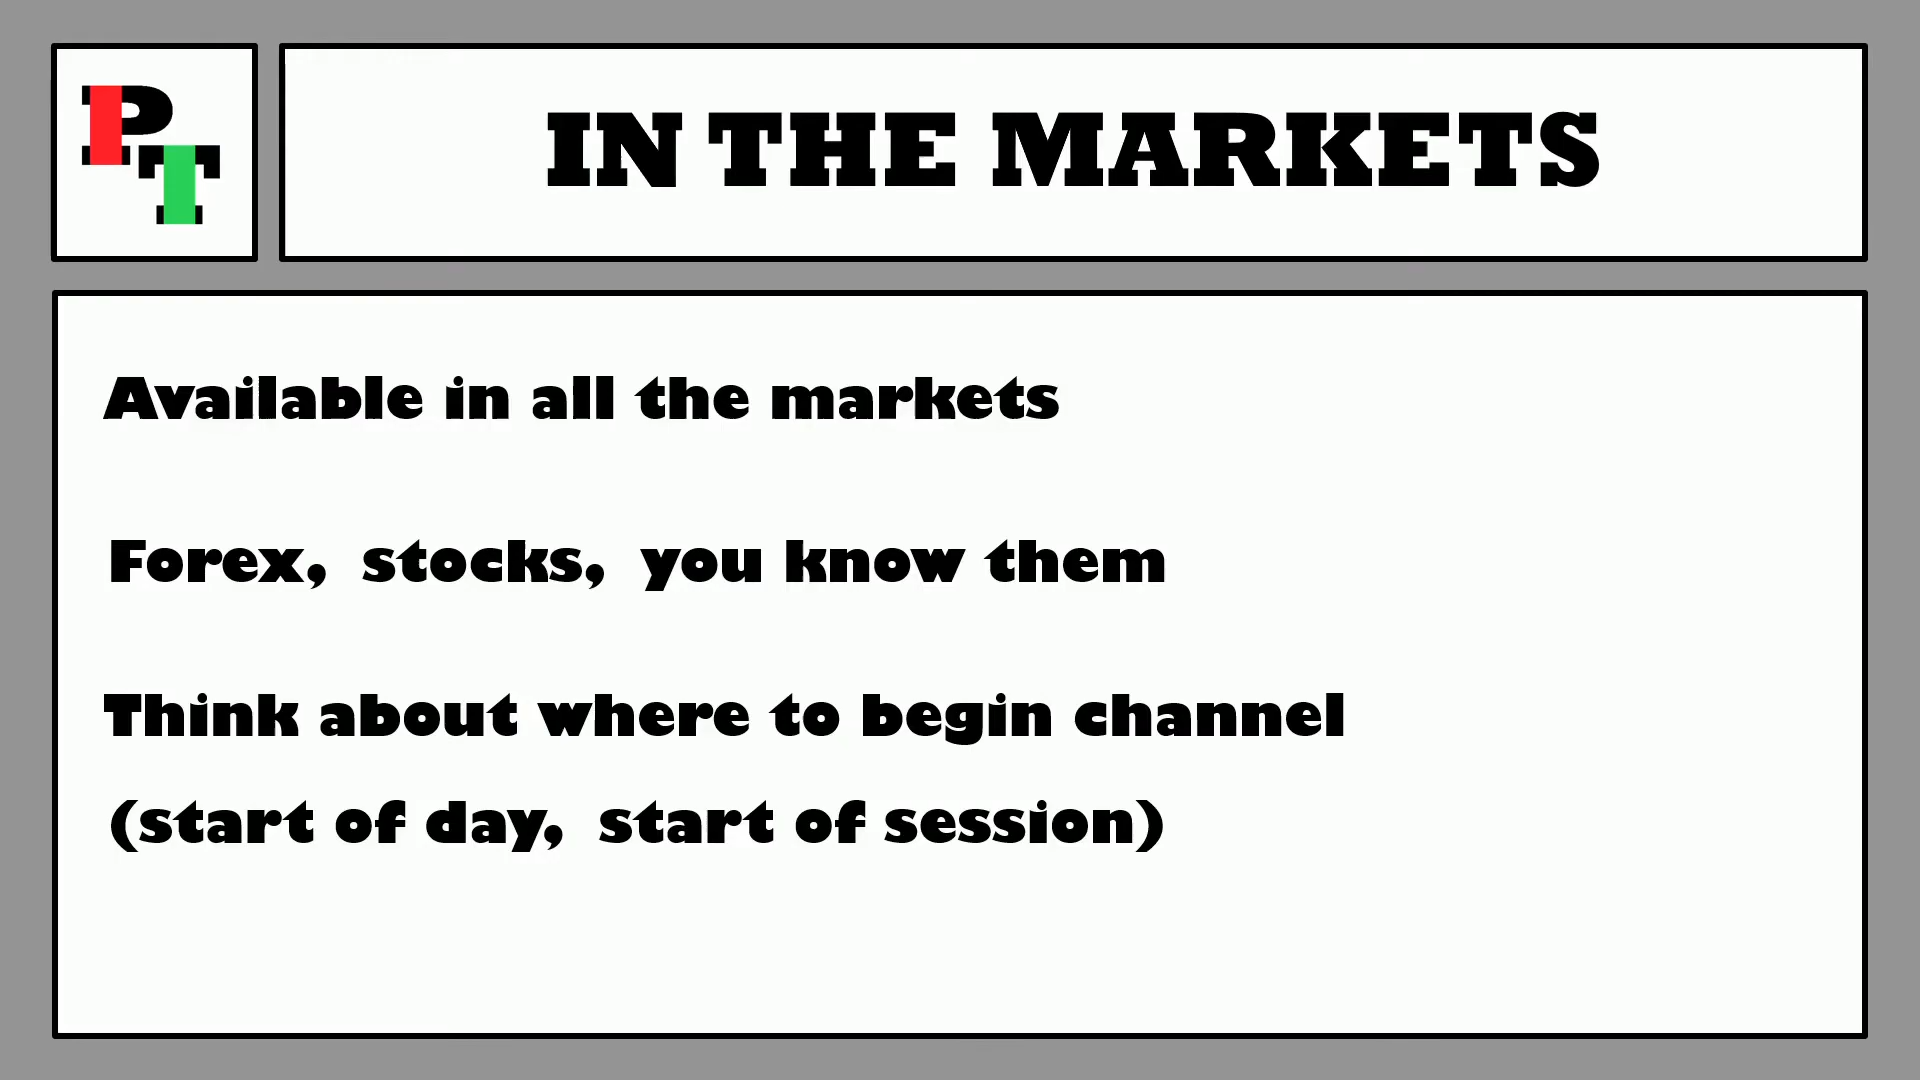 PT
IN THE MARKETS
Available in all the markets
Forex, stocks, you know them
Think about where to begin channel
(start of day, start of session)